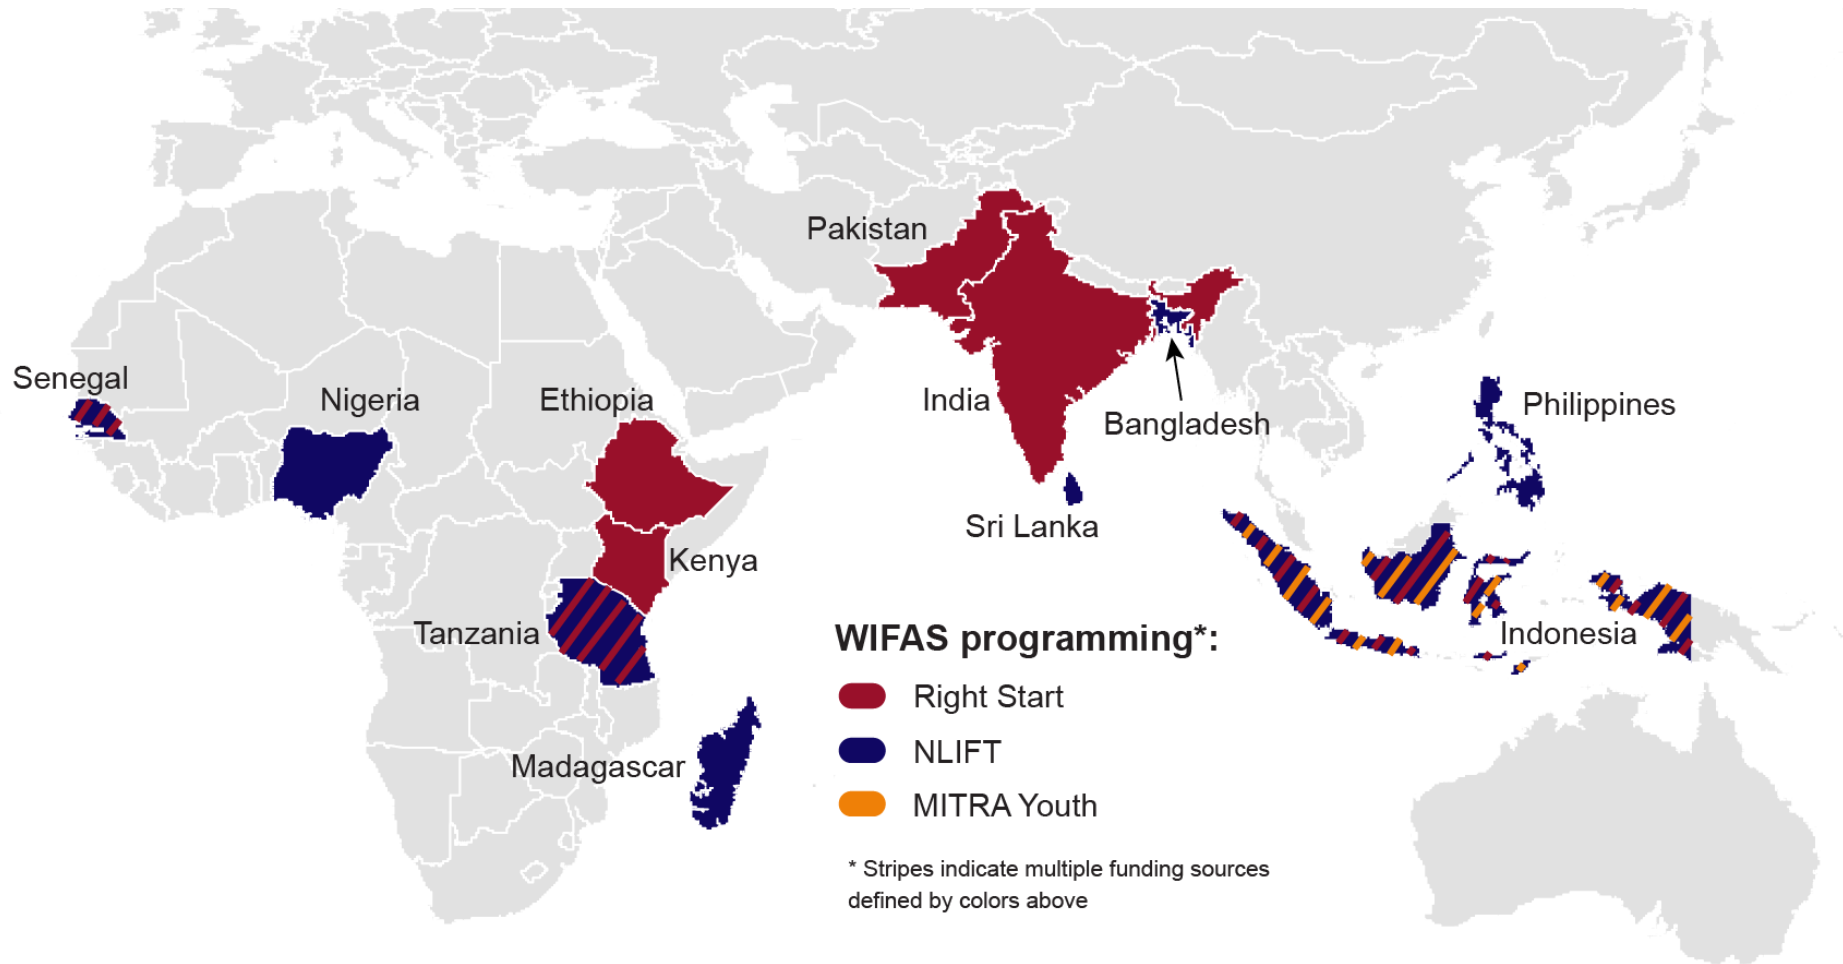 Pakistan
Senegal
Nigeria
Ethiopia
India
Bangladesh
Philippines
Sri Lanka
Kenya
Tanzania
Indonesia
Madagascar
WIFAS programming*:
Right Start
NLIFT
MITRA Youth
* Stripes indicate multiple funding sources
defined by colors above